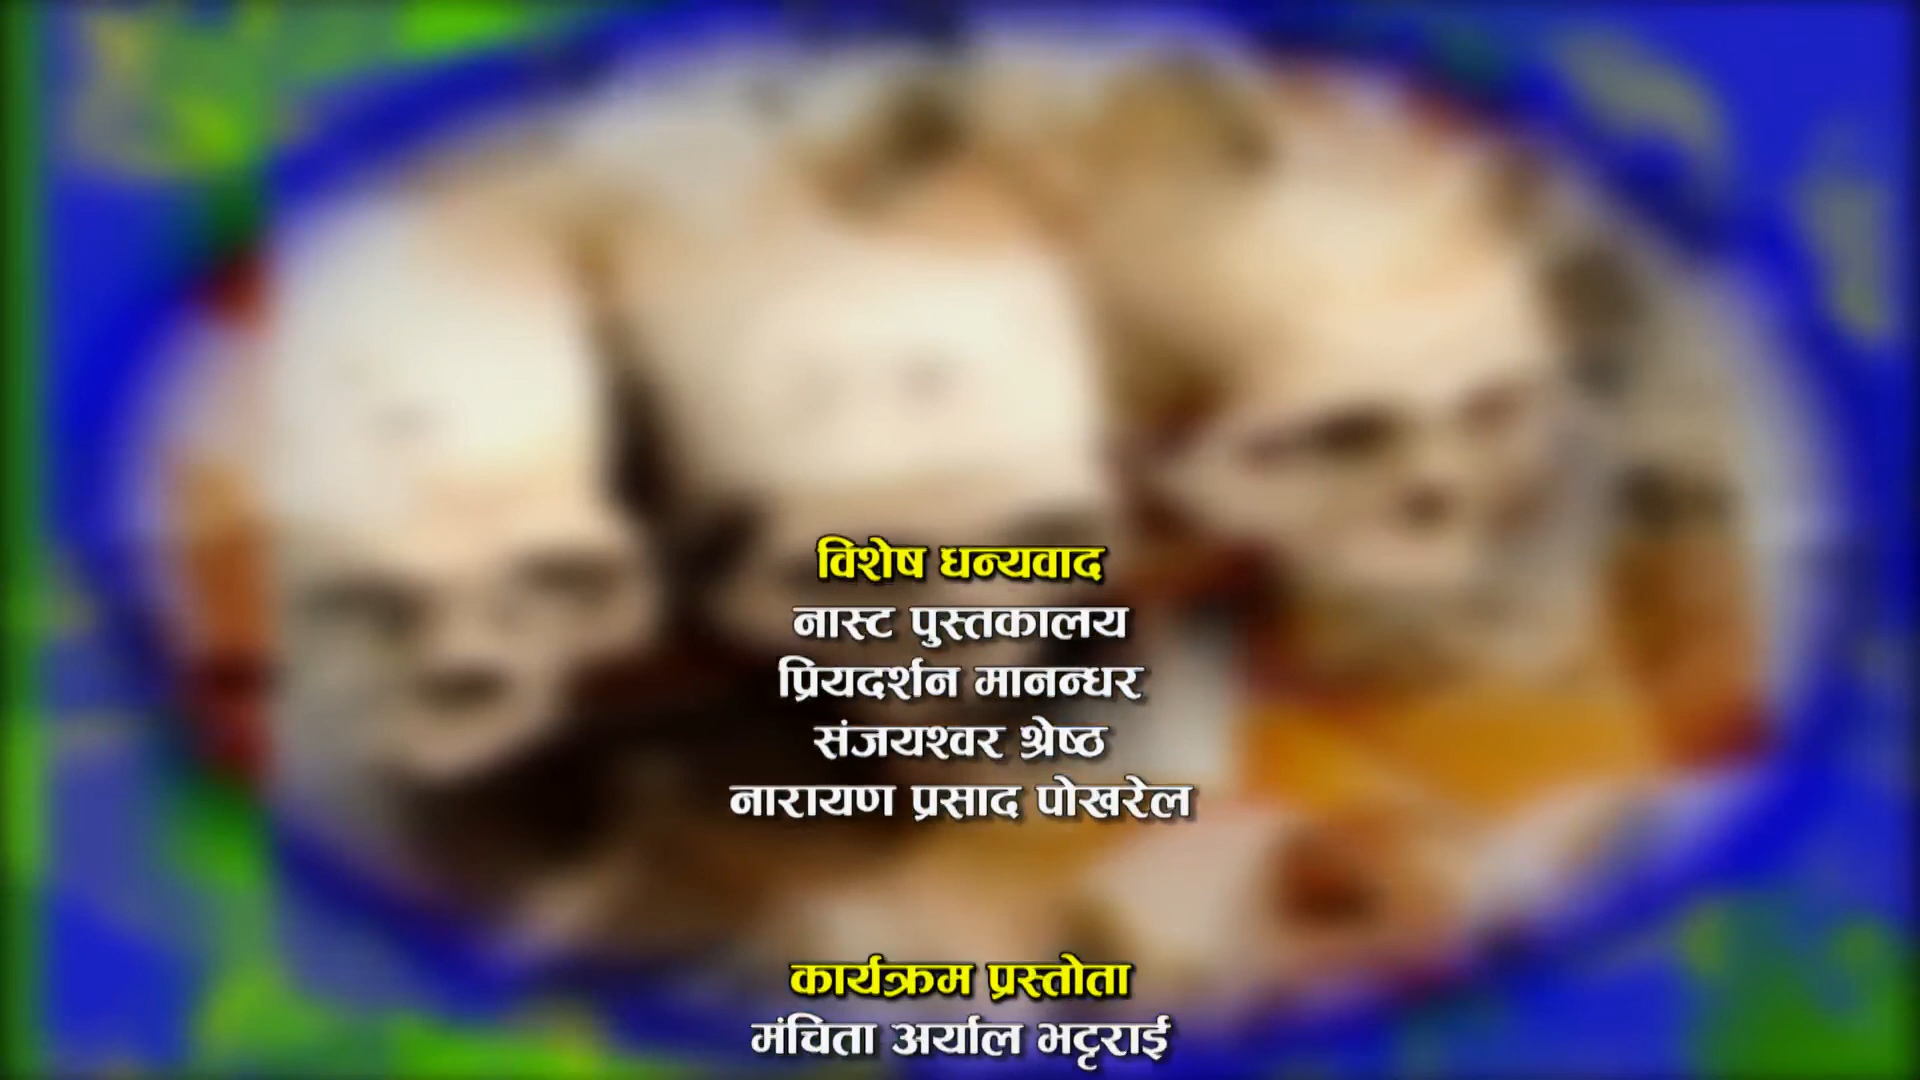 विशेष धन्यवाद
नास्ट पुस्तकालय
प्रियदर्शन मानन्धर
संजयश्वर श्रेष्ठ
नारायण प्रसाद पोखरेल
कार्यक्रम प्रस्तोता
मंचिता अर्याल भट्टराई